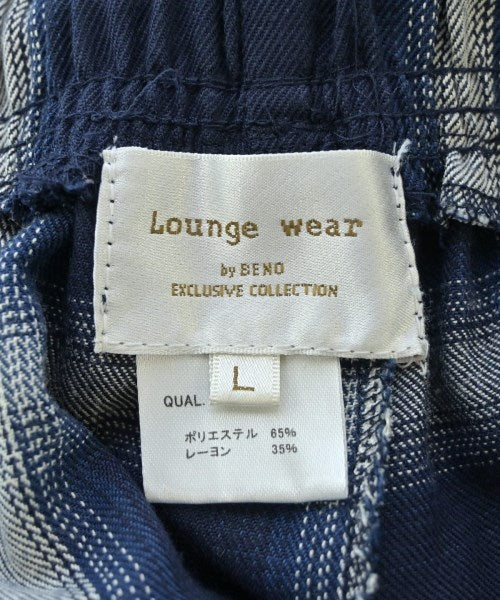 Lounge wear
by BENO
EXCLUSIVE COLLECTION
L
QUAL.
ポリエステル 65%
レーヨン 35%